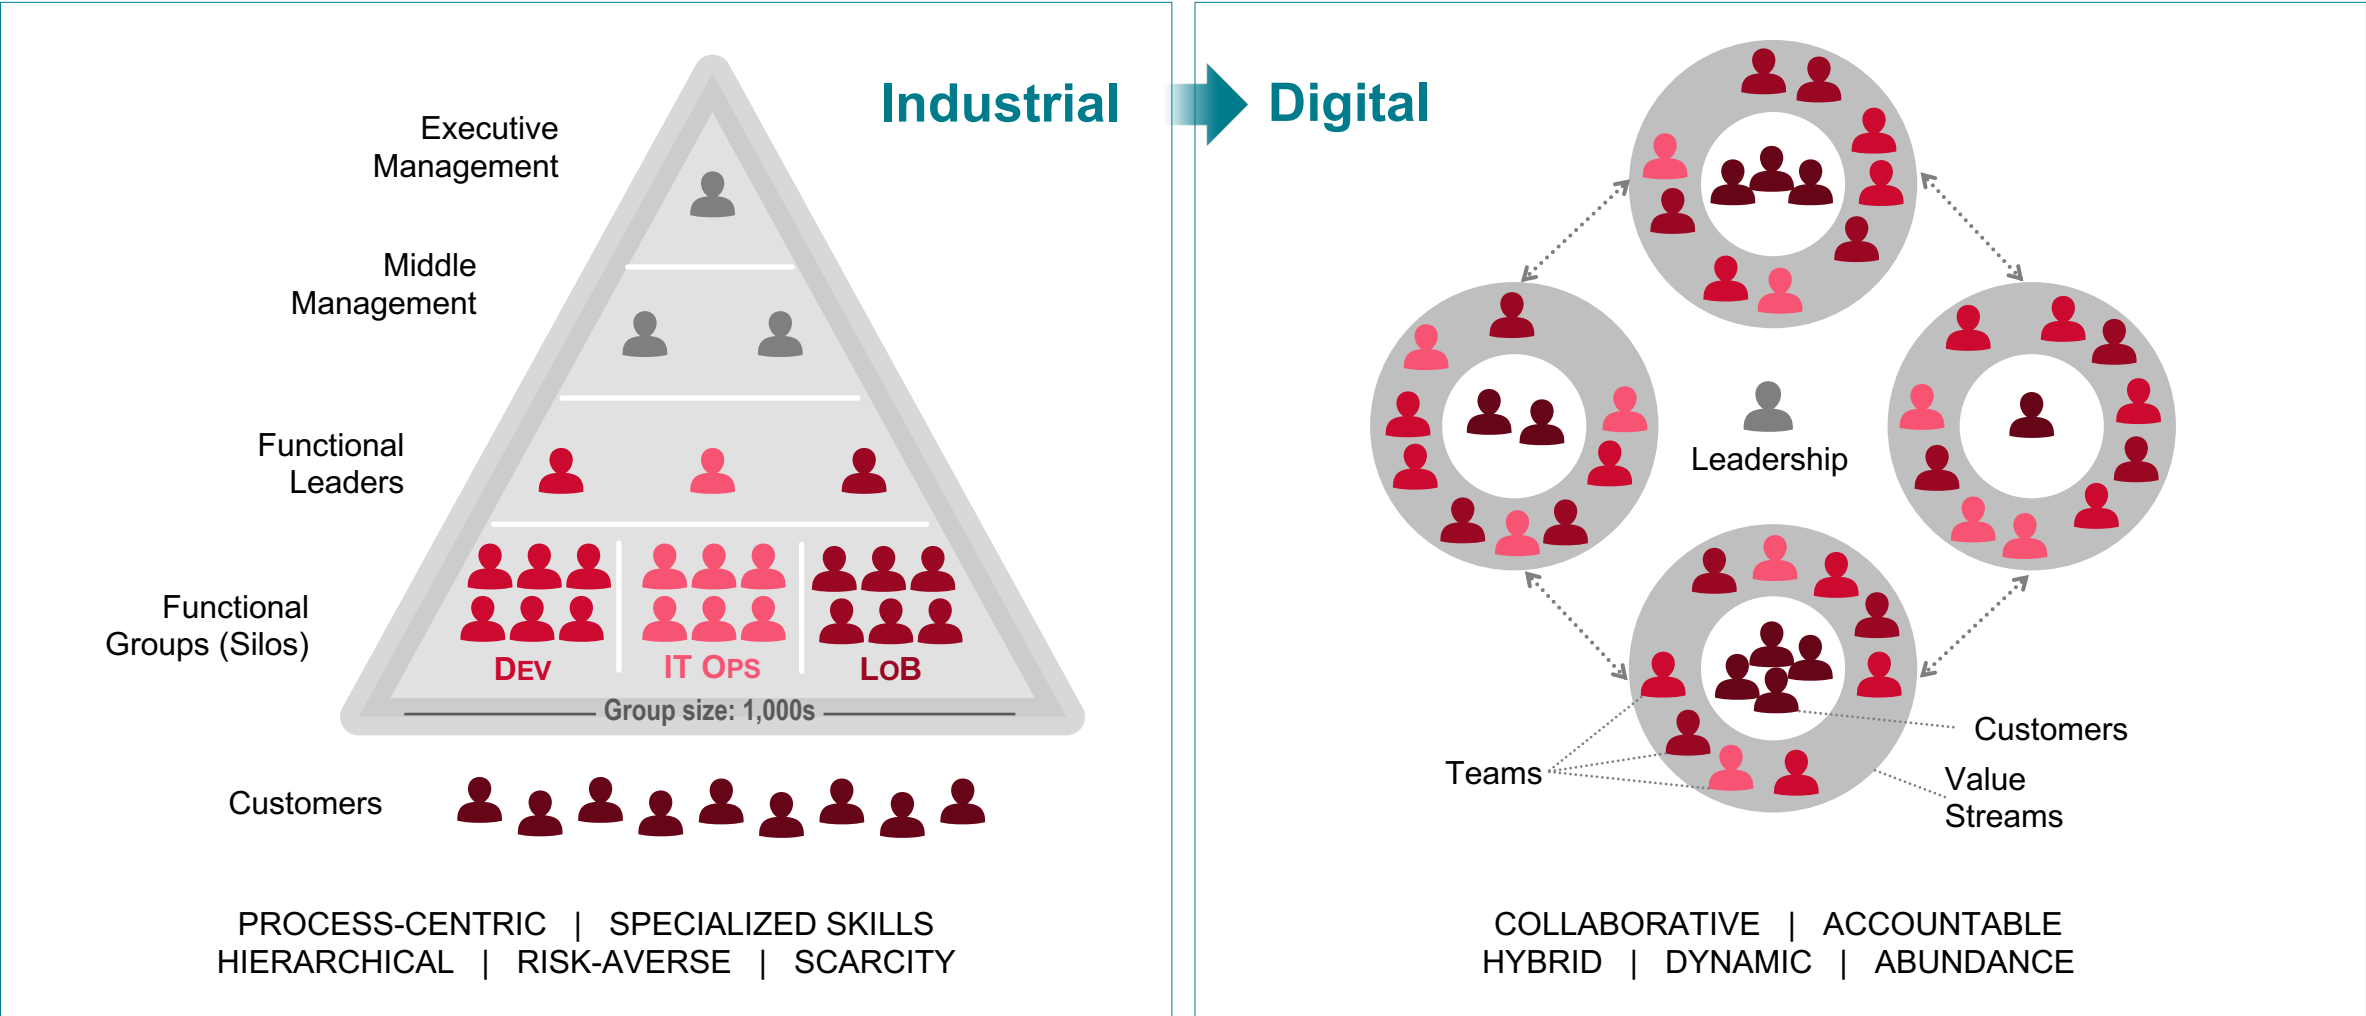 Industrial
Executive
Management
Middle
Management
Functional
Leaders
Functional
Groups (Silos)
DEV
IT OPS
LOB
Group size: 1,000s
Customers
PROCESS-CENTRIC | SPECIALIZED SKILLS
HIERARCHICAL | RISK-AVERSE | SCARCITY
Digital
Leadership
Customers
Teams
Value
Streams
COLLABORATIVE | ACCOUNTABLE
HYBRID | DYNAMIC | ABUNDANCE